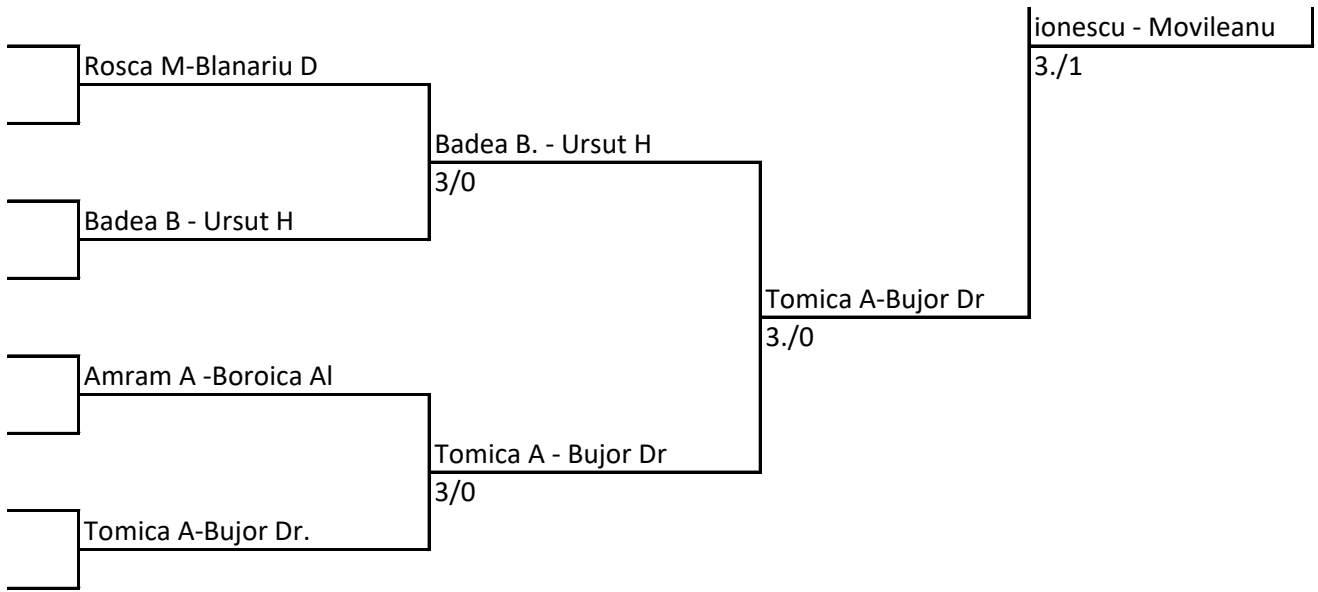 ionescu - Movileanu
3./1
Rosca M-Blanariu D
Badea B. - Ursut H
3/0
Badea B - Ursut H
Tomica A-Bujor Dr
3./0
Amram A -Boroica Al
Tomica A - Bujor Dr
3/0
Tomica A-Bujor Dr.